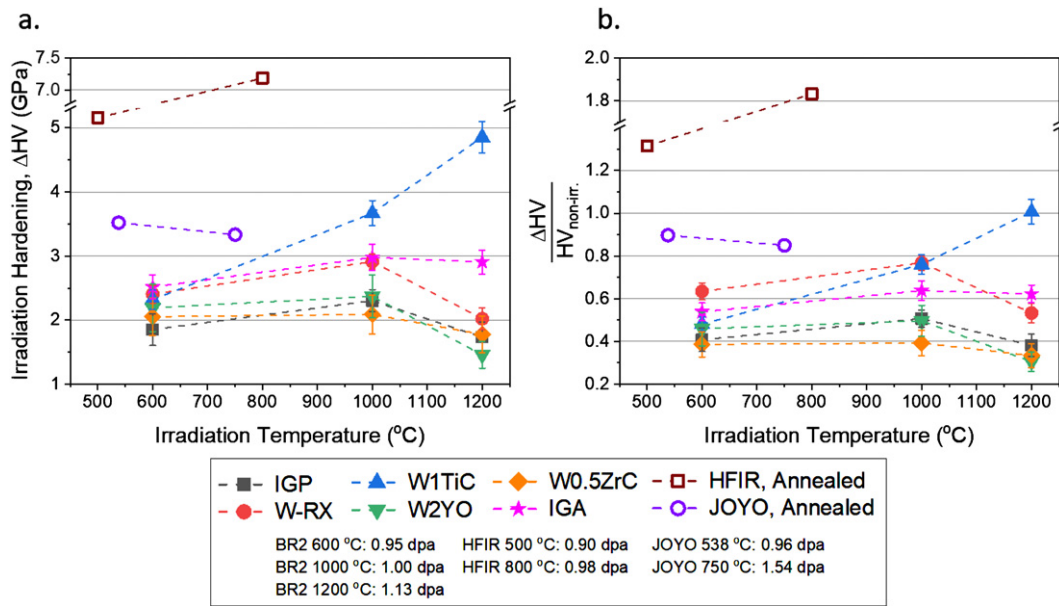 a.
b.
Irradiation Hardening, ΔHV (GPa)
7.5
7.0
5
4
3
2
1
500 600 700 800 900 1000 1100 1200
Irradiation Temperature (°C)
ΔHV
HV non-irr.
2.0
1.8
1.2
1.0
0.8
0.6
0.4
0.2
500 600 700 800 900 1000 1100 1200
Irradiation Temperature (°C)
IGP W1TiC W0.5ZrC HFIR, Annealed
W-RX W2YO IGA JOYO, Annealed
BR2 600 °C: 0.95 dpa HFIR 500 °C: 0.90 dpa JOYO 538 °C: 0.96 dpa
BR2 1000 °C: 1.00 dpa HFIR 800 °C: 0.98 dpa JOYO 750 °C: 1.54 dpa
BR2 1200 °C: 1.13 dpa